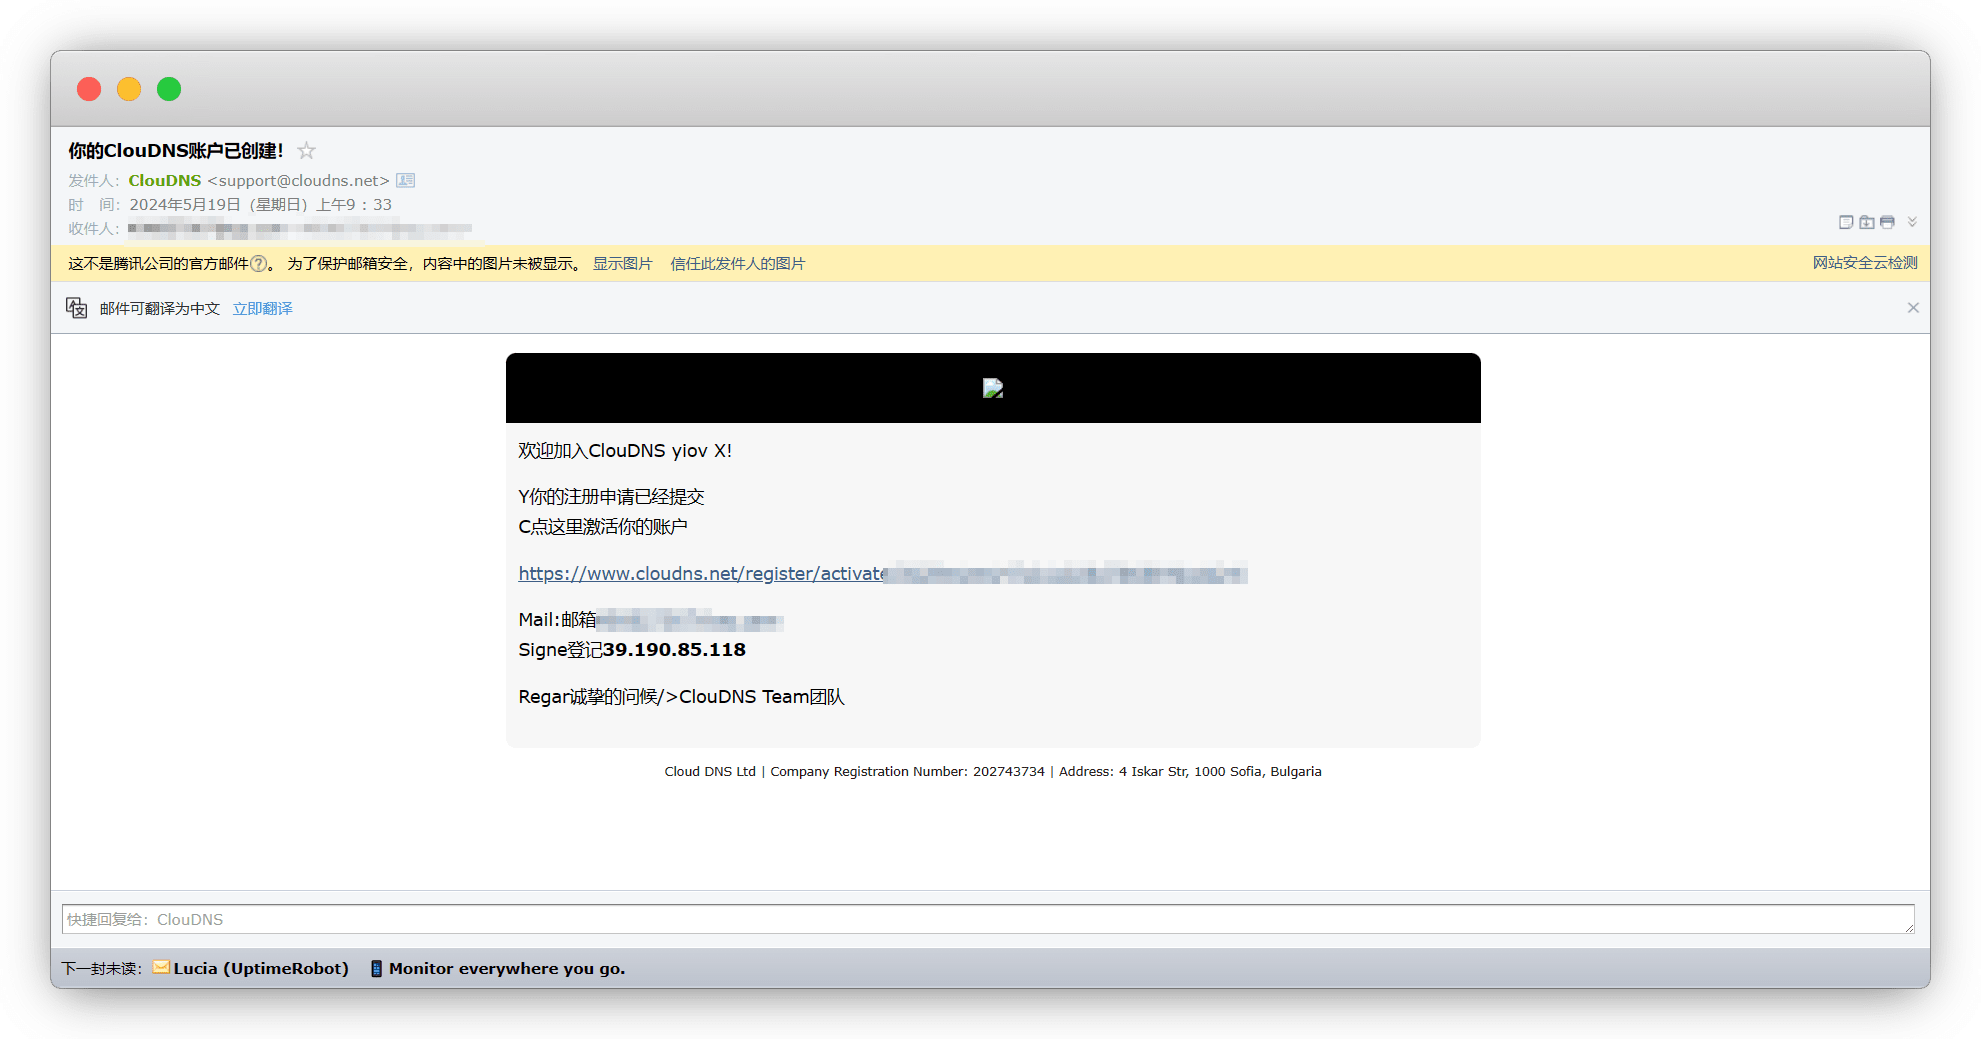 你的ClouDNS账户已创建！
发件人：ClouDNS <support@cloudns.net>
时　间：2024年5月19日（星期日）上午9：33
收件人：
这不是腾讯公司的官方邮件?。 为了保护邮箱安全，内容中的图片未被显示。 显示图片 信任此发件人的图片 网站安全云检测
邮件可翻译为中文 立即翻译
欢迎加入ClouDNS yiov X!
Y你的注册申请已经提交
C点这里激活你的账户
https://www.cloudns.net/register/activate
Mail:邮箱
Signe登记39.190.85.118
Regar诚挚的问候/>ClouDNS Team团队
Cloud DNS Ltd | Company Registration Number: 202743734 | Address: 4 Iskar Str, 1000 Sofia, Bulgaria
快捷回复给：ClouDNS
下一封未读：Lucia (UptimeRobot) Monitor everywhere you go.